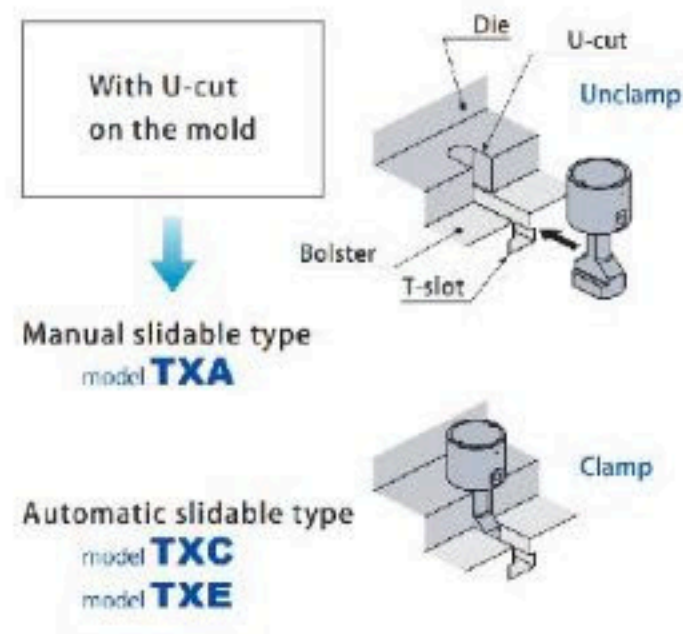 With U-cut
on the mold
Die
U-cut
Unclamp
Bolster
T-slot
Manual slidable type
model TXA
Clamp
Automatic slidable type
model TXC
model TXE